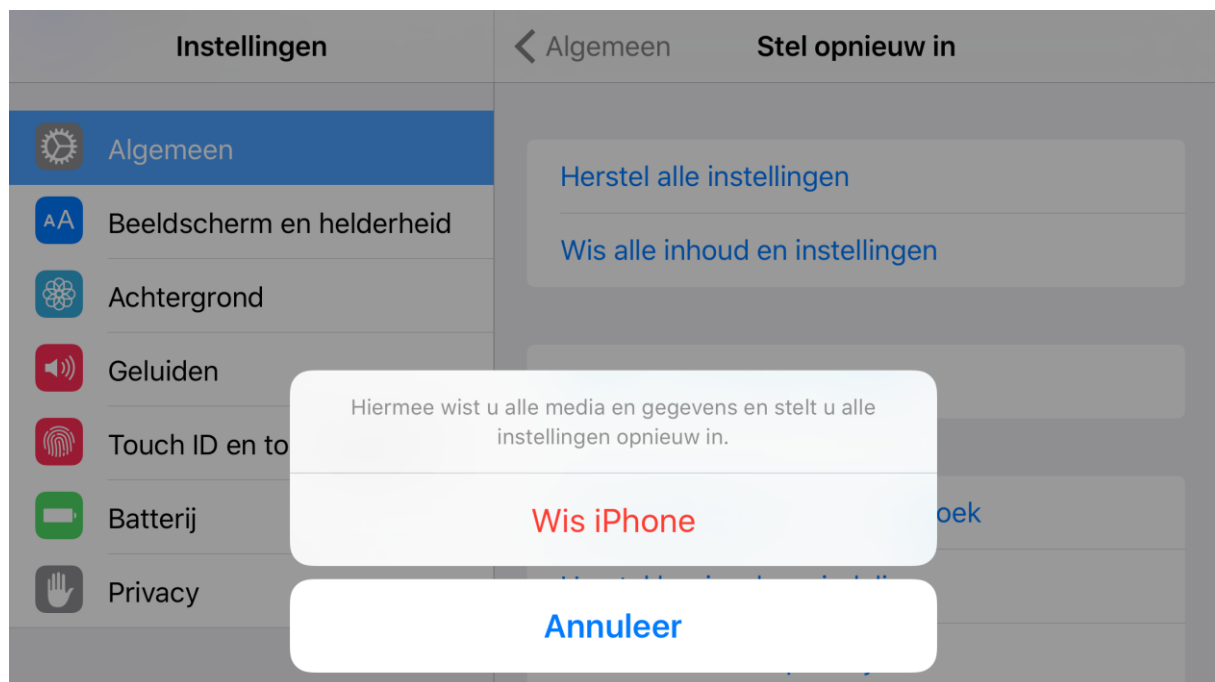 Instellingen
Algemeen
Stel opnieuw in
Algemeen
Beeldscherm en helderheid
Achtergrond
Geluiden
Touch ID en to
Batterij
Privacy
Herstel alle instellingen
Wis alle inhoud en instellingen
oek
Hiermee wist u alle media en gegevens en stelt u alle
instellingen opnieuw in.
Wis iPhone
Annuleer